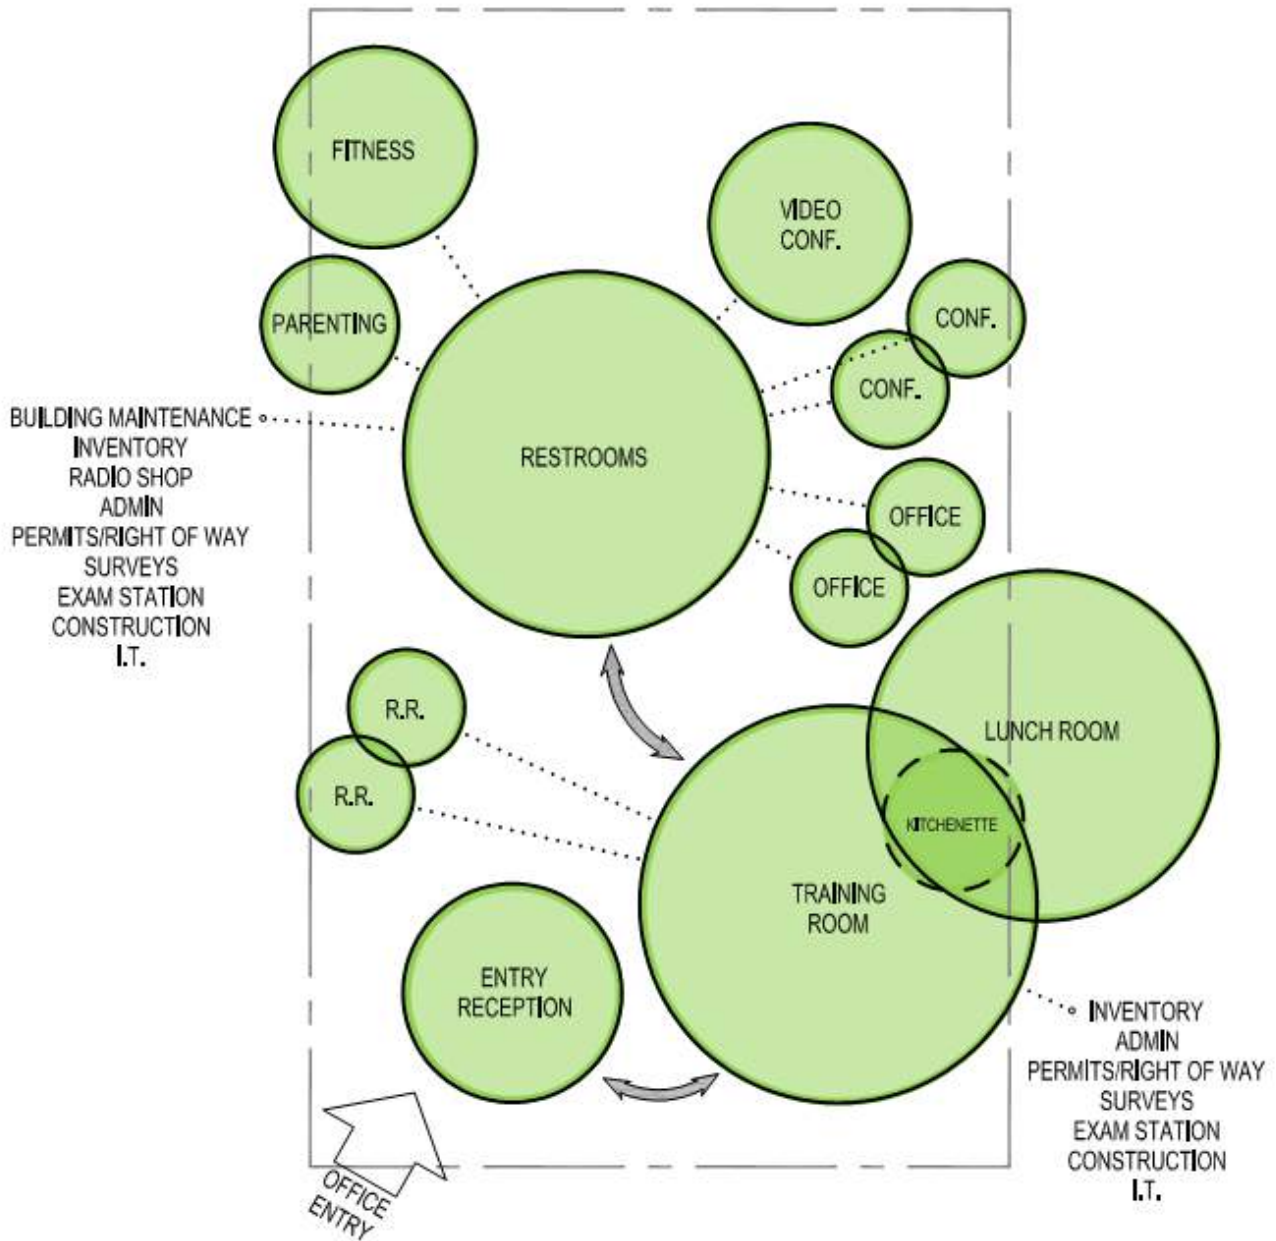 FITNESS
VIDEO
CONF.
PARENTING
CONF.
CONF.
BUILDING MAINTENANCE
INVENTORY
RADIO SHOP
ADMIN
PERMITS/RIGHT OF WAY
SURVEYS
EXAM STATION
CONSTRUCTION
I.T.
RESTROOMS
OFFICE
OFFICE
R.R.
R.R.
LUNCH ROOM
KITCHENETTE
TRAINING
ROOM
ENTRY
RECEPTION
INVENTORY
ADMIN
PERMITS/RIGHT OF WAY
SURVEYS
EXAM STATION
CONSTRUCTION
I.T.
OFFICE
ENTRY